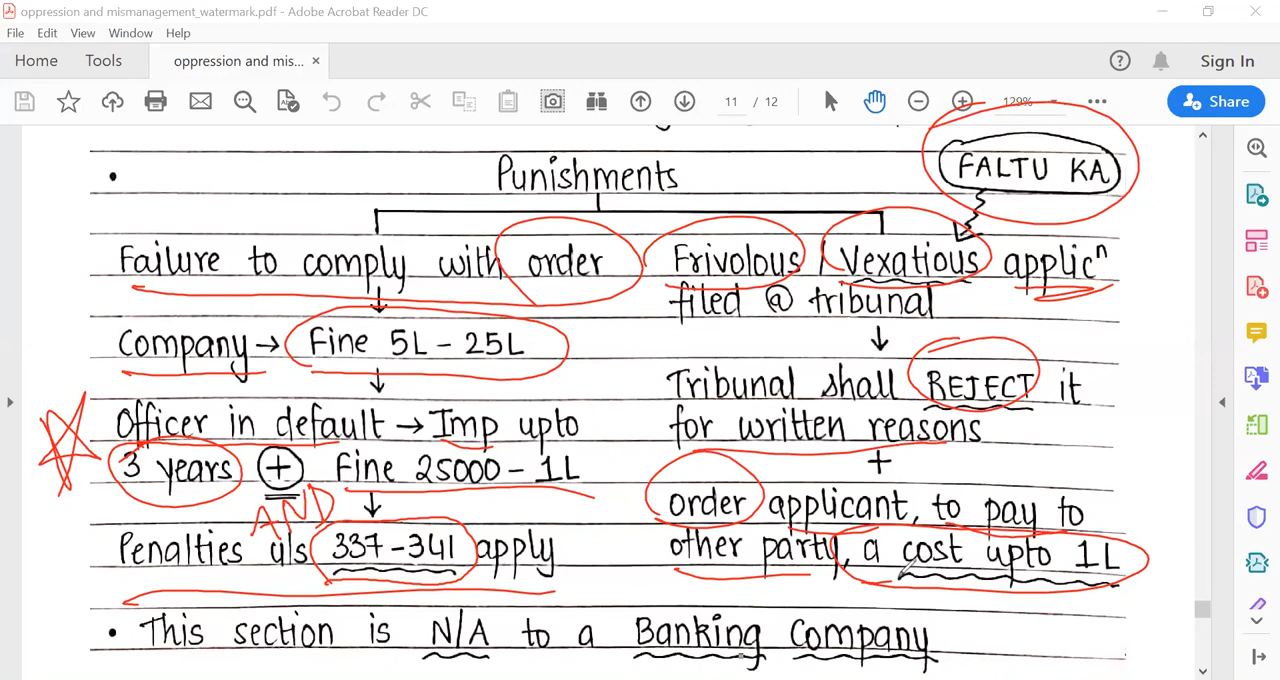 oppression and mismanagement_watermark.pdf - Adobe Acrobat Reader DC
File Edit View Window Help
Home Tools oppression and mis... × Sign In
11 / 12 129% Share
FALTU KA
• Punishments
Failure to comply with order
Frivolous / Vexatious applicⁿ
filed @ tribunal
Company → Fine 5L - 25L
Tribunal shall REJECT it
for written reasons
+
Officer in default → Imp upto
3 years + Fine 25000 - 1L
AND
order applicant, to pay to
other party, a cost upto 1L
Penalties u/s 337-341 apply
• This section is N/A to a Banking Company